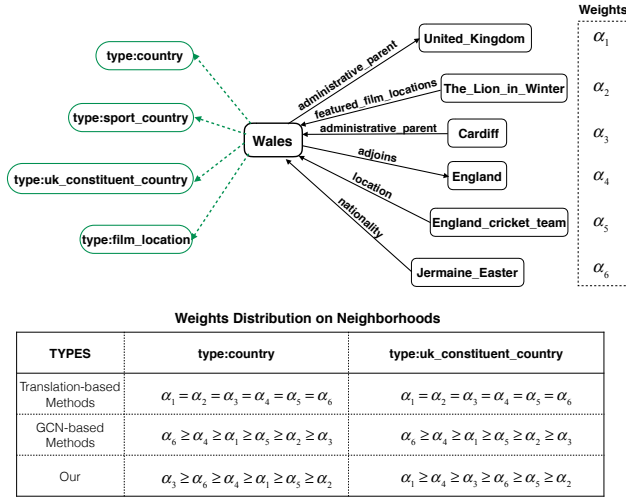 Weights
United_Kingdom
α1
administrative_parent
type:country
featured_film_locations
The_Lion_in_Winter
α2
type:sport_country
administrative_parent
Cardiff
α3
Wales
adjoins
type:uk_constituent_country
England
α4
location
type:film_location
nationality
England_cricket_team
α5
Jermaine_Easter
α6
Weights Distribution on Neighborhoods
TYPES type:country type:uk_constituent_country
Translation-based
Methods
α1 = α2 = α3 = α4 = α5 = α6
α1 = α2 = α3 = α4 = α5 = α6
GCN-based
Methods
α6 ≥ α4 ≥ α1 ≥ α5 ≥ α2 ≥ α3
α6 ≥ α4 ≥ α1 ≥ α5 ≥ α2 ≥ α3
Our
α3 ≥ α6 ≥ α4 ≥ α1 ≥ α5 ≥ α2
α1 ≥ α4 ≥ α3 ≥ α6 ≥ α5 ≥ α2